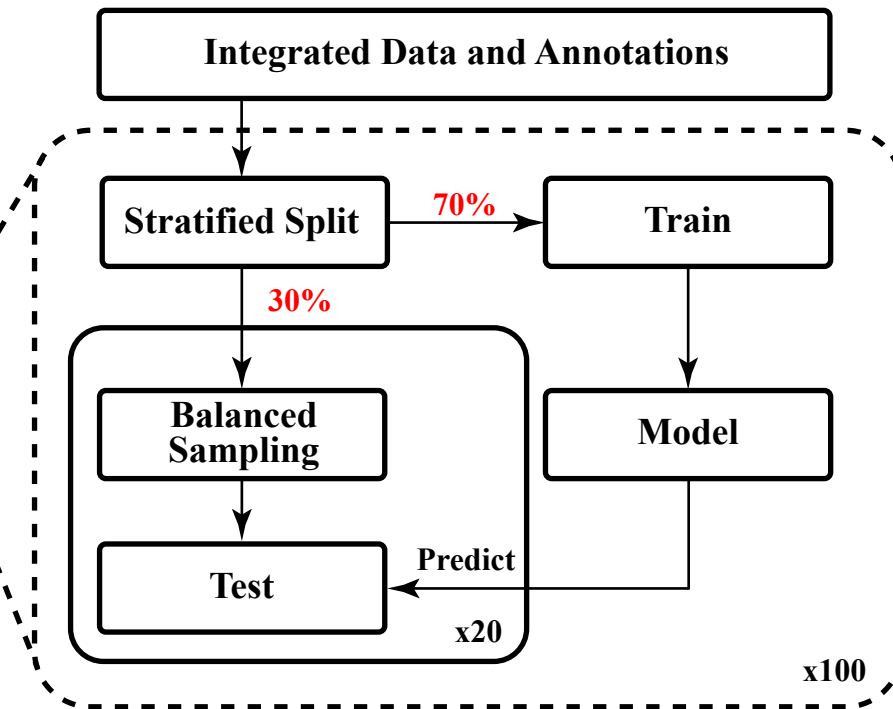 Integrated Data and Annotations
Stratified Split
70%
Train
30%
Balanced
Sampling
Model
Predict
Test
x20
x100